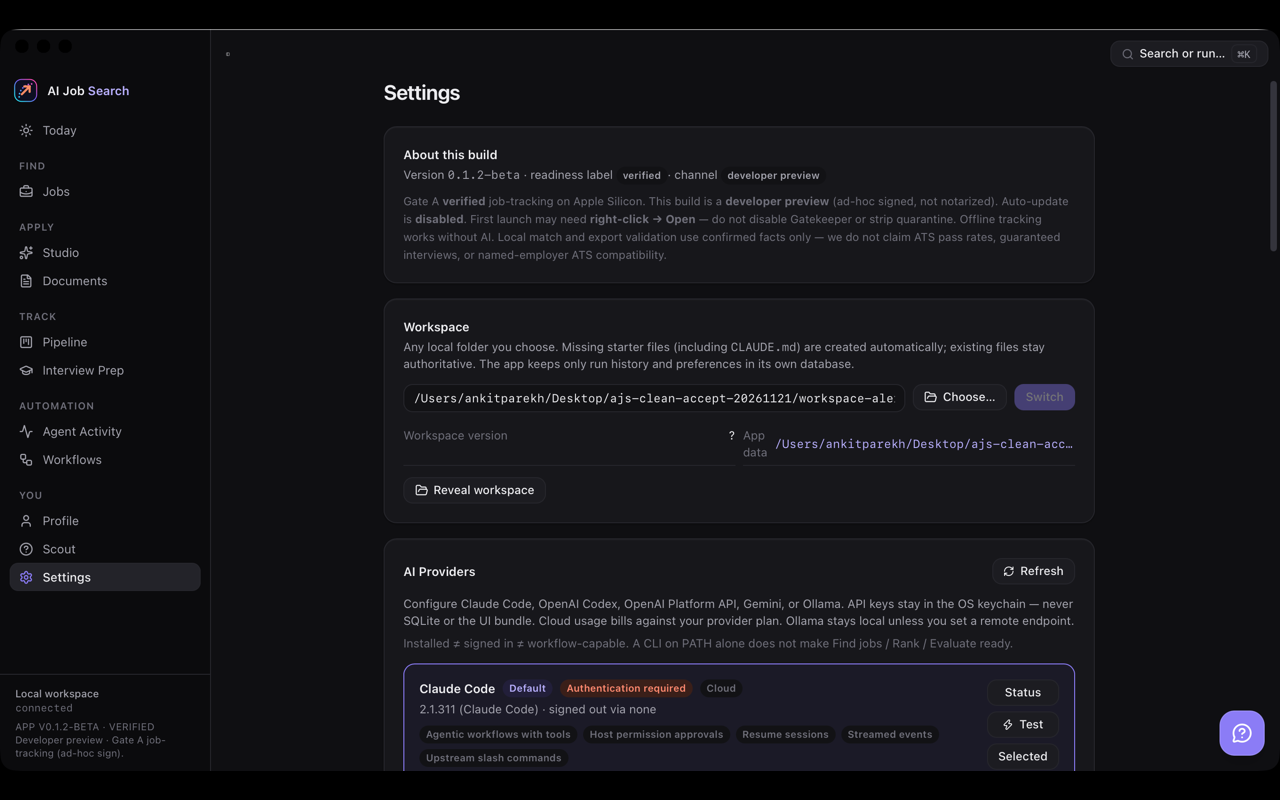 Search or run... ⌘K
AI Job Search
Today
FIND
Jobs
APPLY
Studio
Documents
TRACK
Pipeline
Interview Prep
AUTOMATION
Agent Activity
Workflows
YOU
Profile
Scout
Settings
Local workspace
connected
APP V0.1.2-BETA · VERIFIED
Developer preview · Gate A job-
tracking (ad-hoc sign).
Settings
About this build
Version 0.1.2-beta · readiness label verified · channel developer preview
Gate A verified job-tracking on Apple Silicon. This build is a developer preview (ad-hoc signed, not notarized). Auto-update
is disabled. First launch may need right-click → Open — do not disable Gatekeeper or strip quarantine. Offline tracking
works without AI. Local match and export validation use confirmed facts only — we do not claim ATS pass rates, guaranteed
interviews, or named-employer ATS compatibility.
Workspace
Any local folder you choose. Missing starter files (including CLAUDE.md) are created automatically; existing files stay
authoritative. The app keeps only run history and preferences in its own database.
/Users/ankitparekh/Desktop/ajs-clean-accept-20261121/workspace-ale
Choose...
Switch
Workspace version ?
App data /Users/ankitparekh/Desktop/ajs-clean-acc…
Reveal workspace
AI Providers
Refresh
Configure Claude Code, OpenAI Codex, OpenAI Platform API, Gemini, or Ollama. API keys stay in the OS keychain — never
SQLite or the UI bundle. Cloud usage bills against your provider plan. Ollama stays local unless you set a remote endpoint.
Installed ≠ signed in ≠ workflow-capable. A CLI on PATH alone does not make Find jobs / Rank / Evaluate ready.
Claude Code Default Authentication required Cloud
2.1.311 (Claude Code) · signed out via none
Agentic workflows with tools Host permission approvals Resume sessions Streamed events
Upstream slash commands
Status
Test
Selected